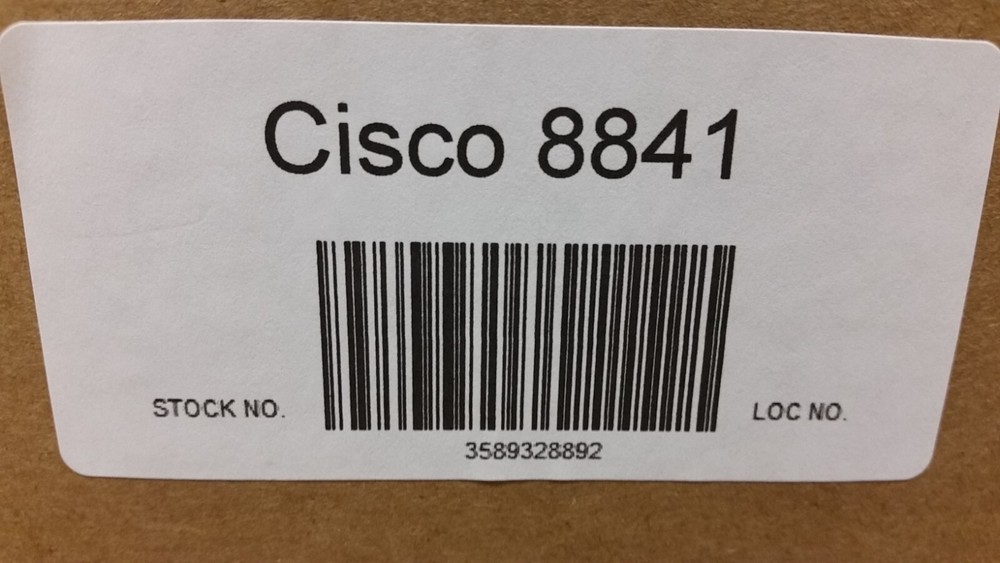 Cisco 8841
STOCK NO.
LOC NO.
3589328892